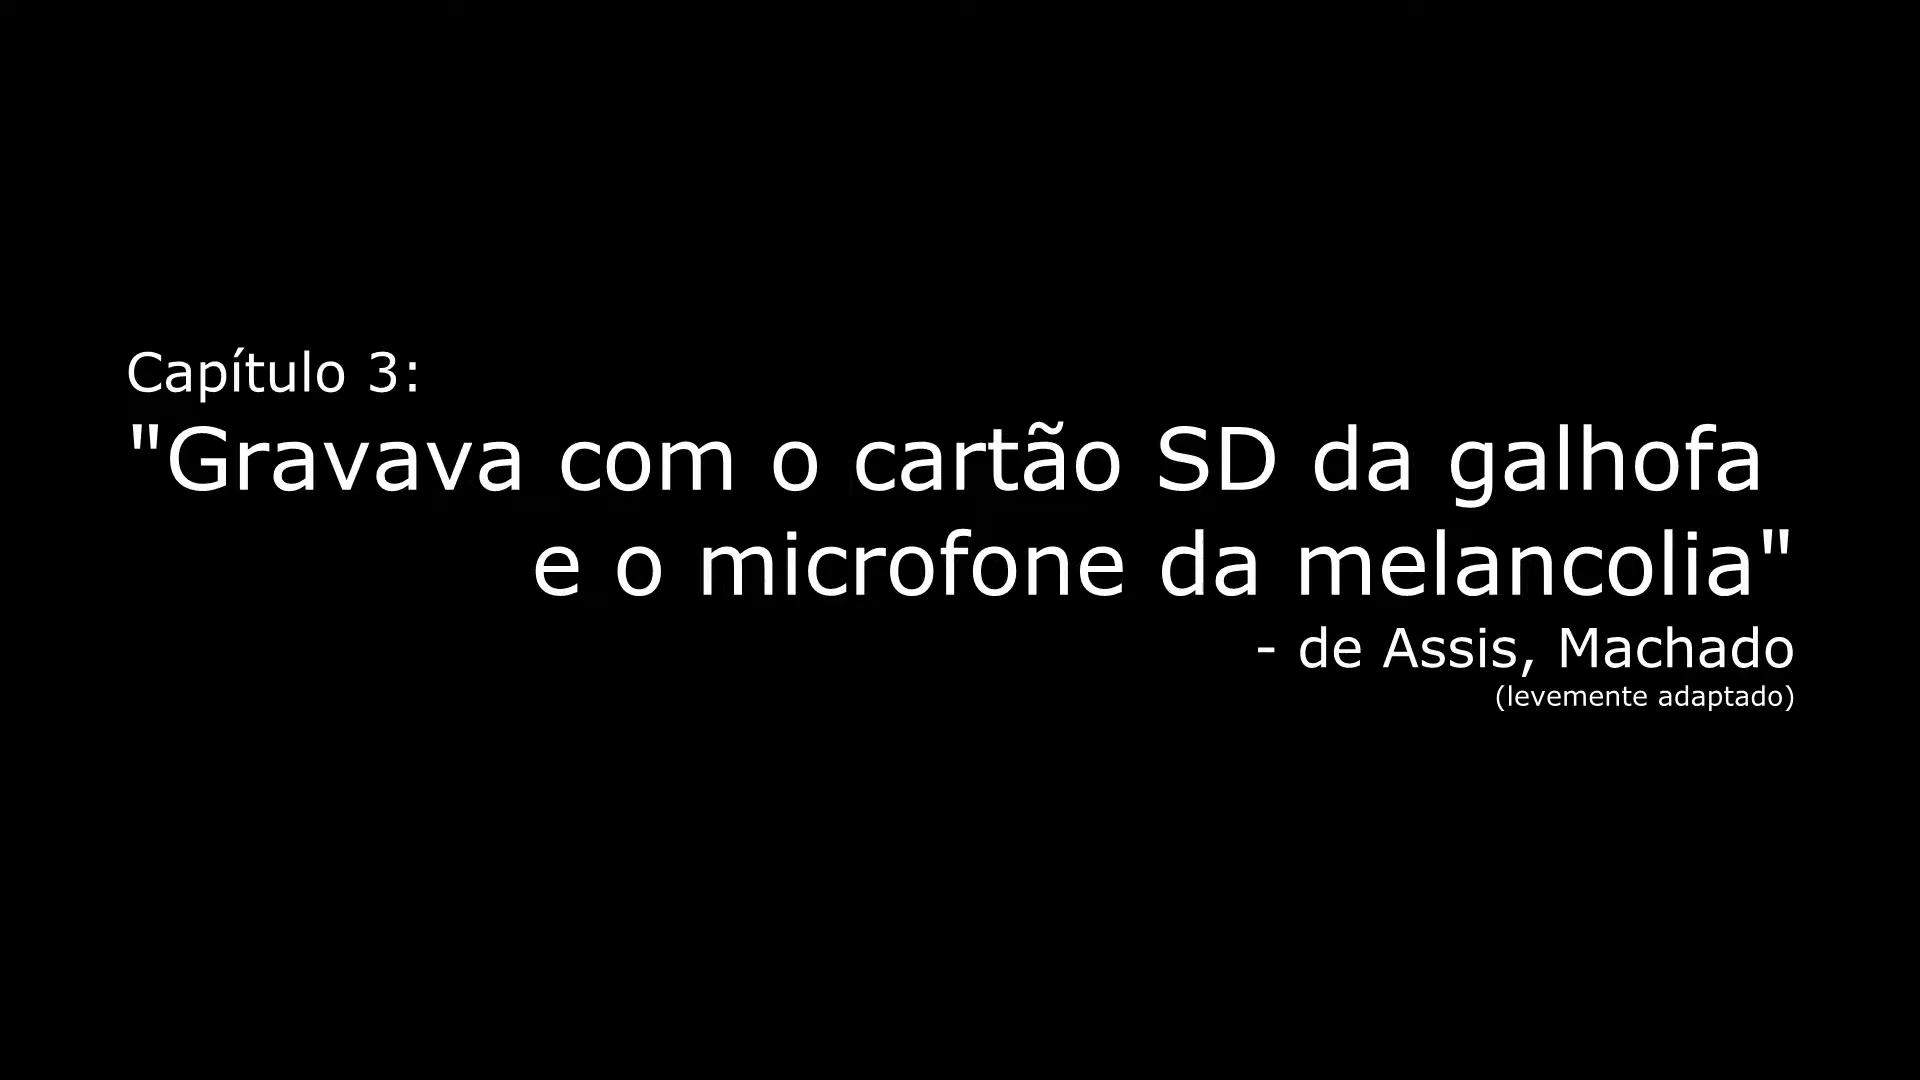 Capítulo 3:
"Gravava com o cartão SD da galhofa
e o microfone da melancolia"
- de Assis, Machado
(levemente adaptado)